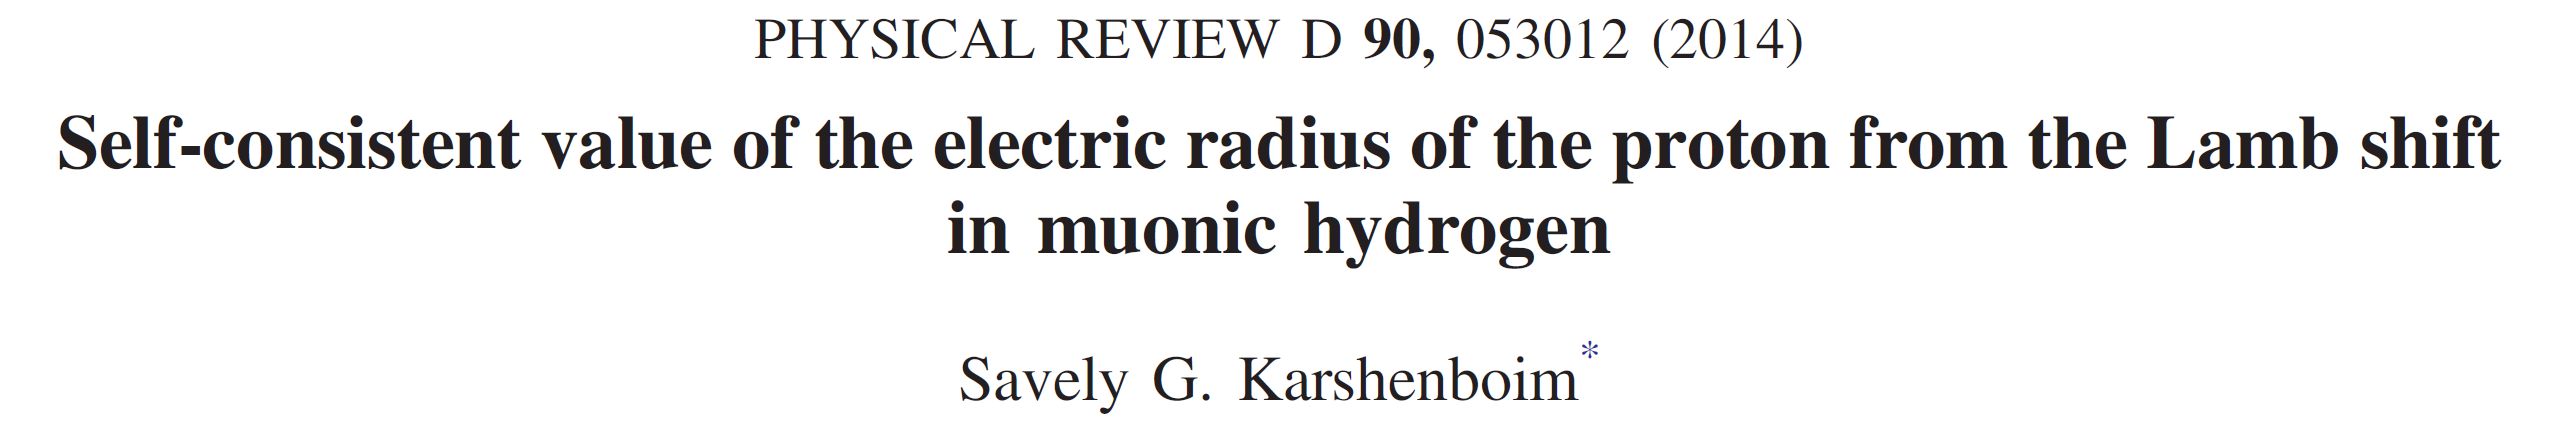 PHYSICAL REVIEW D 90, 053012 (2014)
Self-consistent value of the electric radius of the proton from the Lamb shift
in muonic hydrogen
Savely G. Karshenboim*